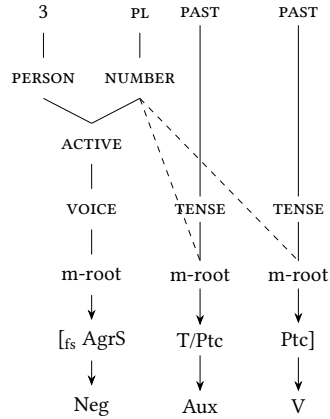 3 PL PAST PAST
PERSON NUMBER
ACTIVE
VOICE TENSE TENSE
m-root m-root m-root
[fs AgrS T/Ptc Ptc]
Neg Aux V